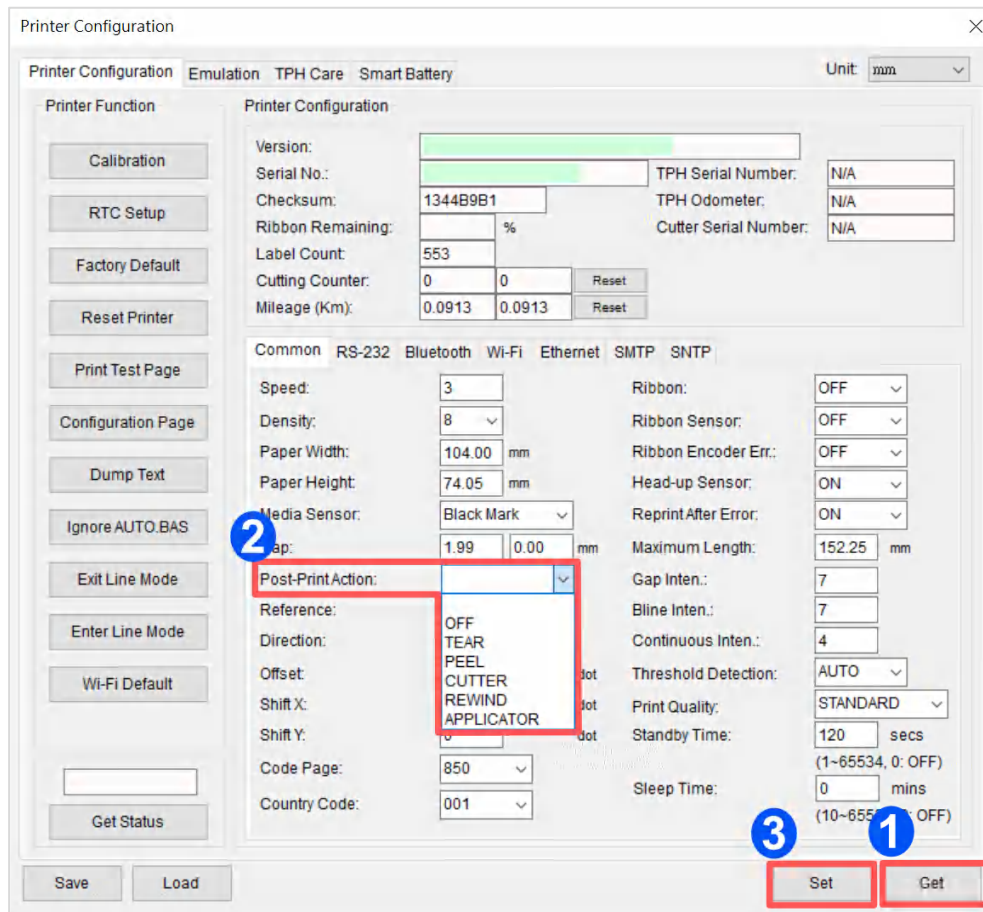 Printer Configuration
Printer Configuration Emulation TPH Care Smart Battery Unit: mm
Printer Function
Calibration
RTC Setup
Factory Default
Reset Printer
Print Test Page
Configuration Page
Dump Text
Ignore AUTO.BAS
Exit Line Mode
Enter Line Mode
Wi-Fi Default
Get Status
Printer Configuration
Version:
Serial No.: TPH Serial Number: N/A
Checksum: 1344B9B1 TPH Odometer: N/A
Ribbon Remaining: % Cutter Serial Number: N/A
Label Count: 553
Cutting Counter: 0 0 Reset
Mileage (Km): 0.0913 0.0913 Reset
Common RS-232 Bluetooth Wi-Fi Ethernet SMTP SNTP
Speed: 3 Ribbon: OFF
Density: 8 Ribbon Sensor: OFF
Paper Width: 104.00 mm Ribbon Encoder Err.: OFF
Paper Height: 74.05 mm Head-up Sensor: ON
Media Sensor: Black Mark Reprint After Error: ON
2
1.99 0.00 mm Maximum Length: 152.25 mm
Post-Print Action: Gap Inten.: 7
Reference: Bline Inten.: 7
Direction: Continuous Inten.: 4
Offset: dot Threshold Detection: AUTO
Shift X: dot Print Quality: STANDARD
Shift Y: dot Standby Time: 120 secs
(1~65534, 0: OFF)
OFF
TEAR
PEEL
CUTTER
REWIND
APPLICATOR
Code Page: 850
Country Code: 001
Sleep Time: 0 mins
OFF)
3 1
Save Load Set Get